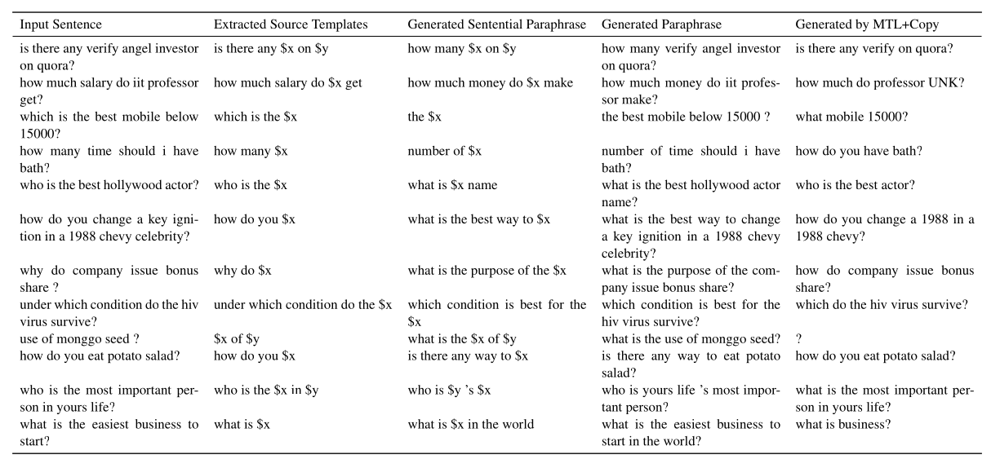 Input Sentence Extracted Source Templates Generated Sentential Paraphrase Generated Paraphrase Generated by MTL+Copy
is there any verify angel investor is there any $x on $y how many $x on $y how many verify angel investor is there any verify on quora?
on quora? on quora?
how much salary do iit professor how much salary do $x get how much money do $x make how much money do iit profes- how much do professor UNK?
get? sor make?
which is the best mobile below which is the $x the $x the best mobile below 15000 ? what mobile 15000?
15000?
how many time should i have how many $x number of $x number of time should i have how do you have bath?
bath? bath?
who is the best hollywood actor? who is the $x what is $x name what is the best hollywood actor who is the best actor?
name?
how do you change a key igni- how do you $x what is the best way to $x what is the best way to change how do you change a 1988 in a
tion in a 1988 chevy celebrity? a key ignition in a 1988 chevy 1988 chevy?
celebrity?
why do company issue bonus why do $x what is the purpose of the $x what is the purpose of the com- how do company issue bonus
share ? pany issue bonus share? share?
under which condition do the hiv under which condition do the $x which condition is best for the which condition is best for the which do the hiv virus survive?
virus survive? $x hiv virus survive?
use of monggo seed ? $x of $y what is the $x of $y what is the use of monggo seed? ?
how do you eat potato salad? how do you $x is there any way to $x is there any way to eat potato how do you eat potato salad?
salad?
who is the most important per- who is the $x in $y who is $y 's $x who is yours life 's most impor- what is the most important per-
son in yours life? tant person? son in yours life?
what is the easiest business to what is $x what is $x in the world what is the easiest business to what is business?
start? start in the world?